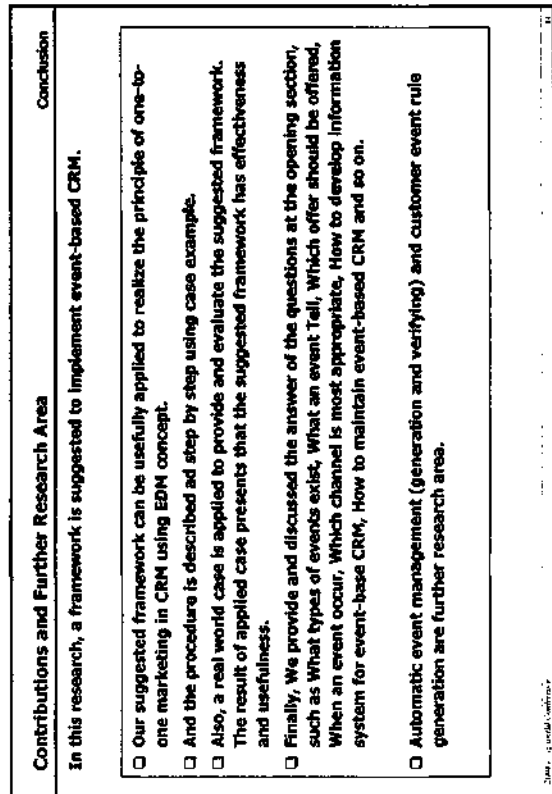 Contributions and Further Research Area
Conclusion
In this research, a framework is suggested to implement event-based CRM.
❑ Our suggested framework can be usefully applied to realize the principle of one-to-
one marketing in CRM using EDM concept.
❑ And the procedure is described ad step by step using case example.
❑ Also, a real world case is applied to provide and evaluate the suggested framework.
The result of applied case presents that the suggested framework has effectiveness
and usefulness.
❑ Finally, We provide and discussed the answer of the questions at the opening section,
such as What types of events exist, What an event Tell, Which offer should be offered,
When an event occur, Which channel is most appropriate, How to develop information
system for event-base CRM, How to maintain event-based CRM and so on.
❑ Automatic event management (generation and verifying) and customer event rule
generation are further research area.